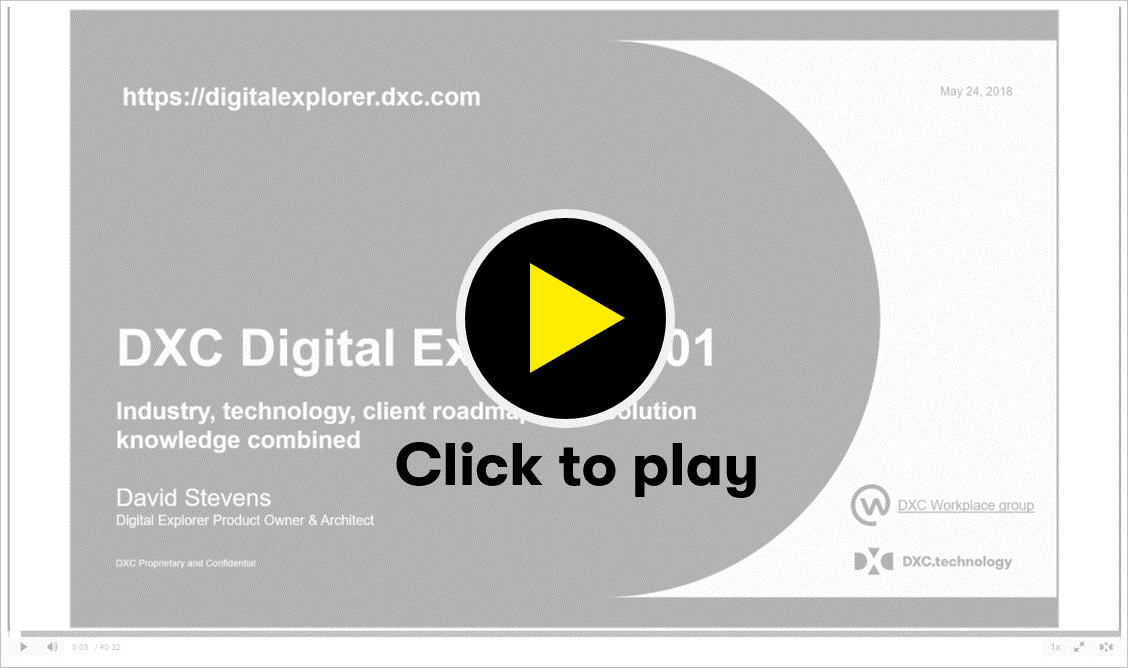 https://digitalexplorer.dxc.com
May 24, 2018
DXC Digital Ex 01
Industry, technology, client roadmap olution
knowledge combined
Click to play
David Stevens
Digital Explorer Product Owner & Architect
DXC Workplace group
DXC Proprietary and Confidential
DXC.technology
0:03 / 40:32
1x